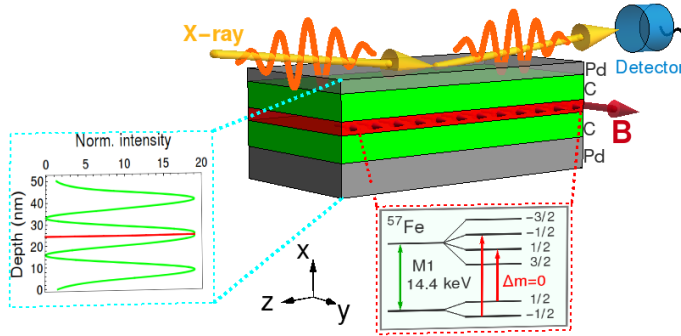 X-ray
Detector
Pd
C
C
Pd
B
Norm. intensity
0 5 10 15 20
Depth (nm)
50
40
30
20
10
0
x
z
y
57Fe
M1
14.4 keV
-3/2
-1/2
1/2
3/2
Δm=0
1/2
-1/2